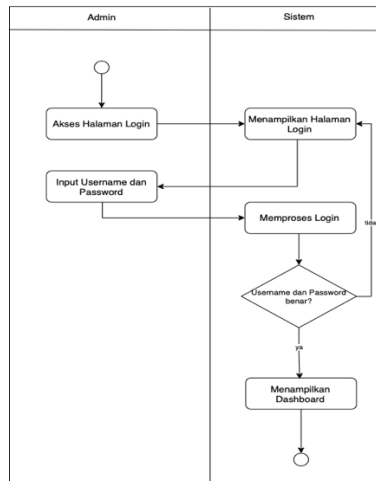 Admin
Sistem
Akses Halaman Login
Menampilkan Halaman
Login
Input Username dan
Password
Memproses Login
tida
Username dan Password
benar?
ya
Menampilkan
Dashboard